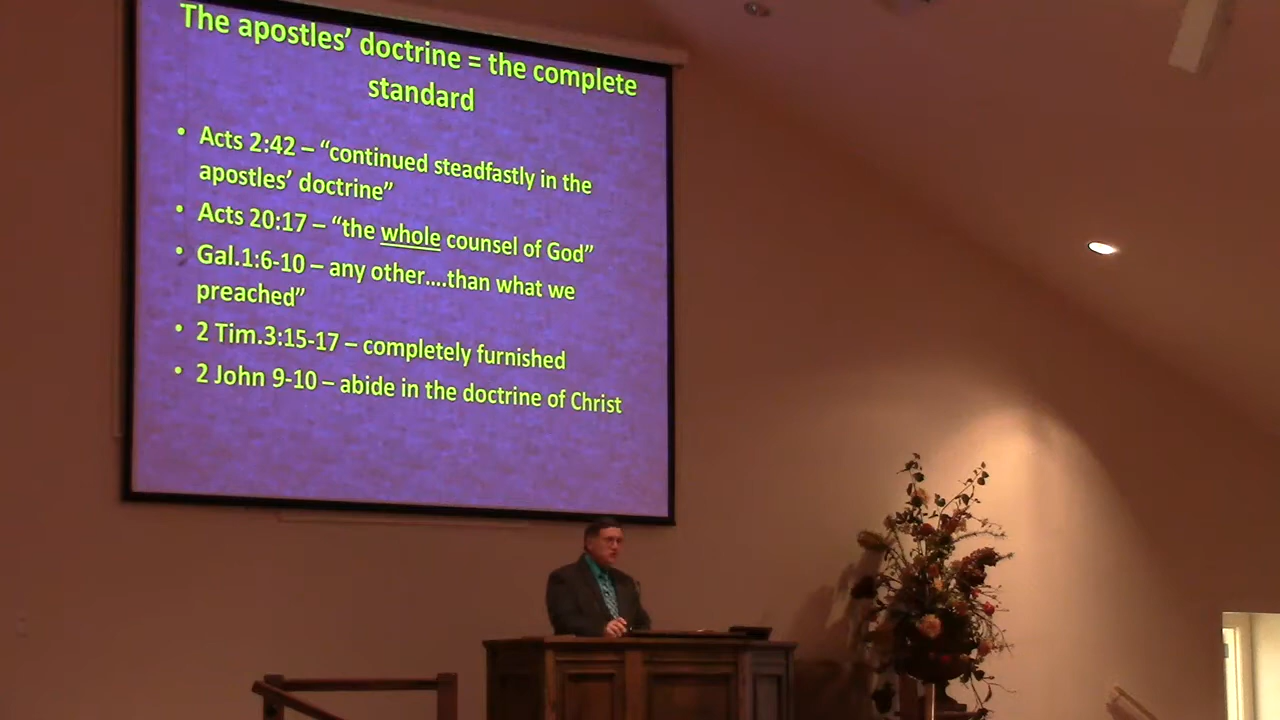 The apostles’ doctrine = the complete
standard
• Acts 2:42 – “continued steadfastly in the
apostles’ doctrine”
• Acts 20:17 – “the whole counsel of God”
• Gal.1:6-10 – any other....than what we
preached”
• 2 Tim.3:15-17 – completely furnished
• 2 John 9-10 – abide in the doctrine of Christ